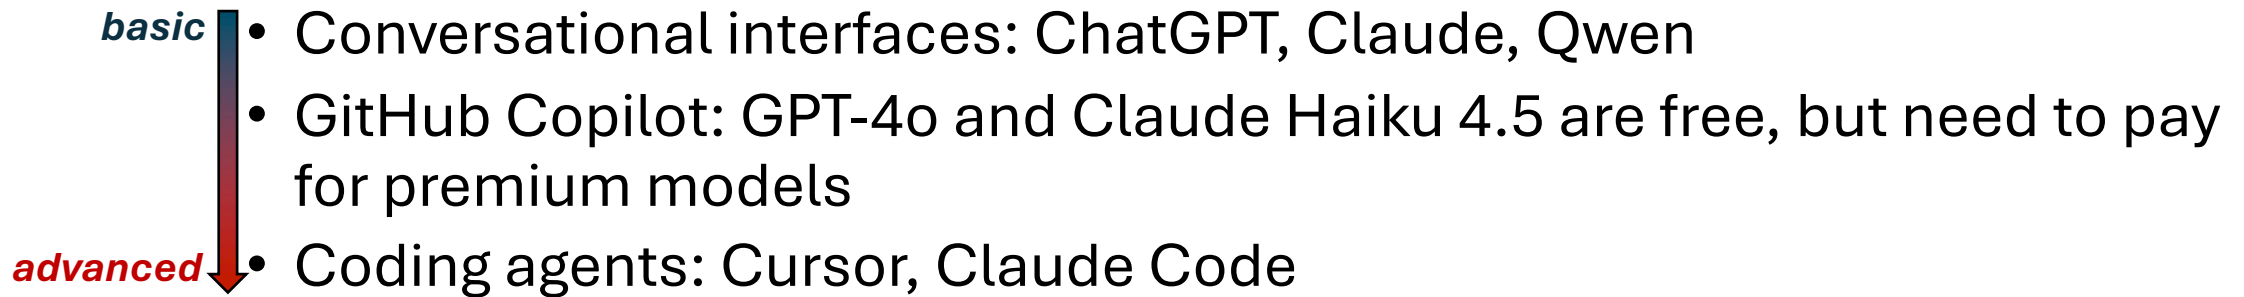 basic
• Conversational interfaces: ChatGPT, Claude, Qwen
• GitHub Copilot: GPT-4o and Claude Haiku 4.5 are free, but need to pay
for premium models
advanced
• Coding agents: Cursor, Claude Code